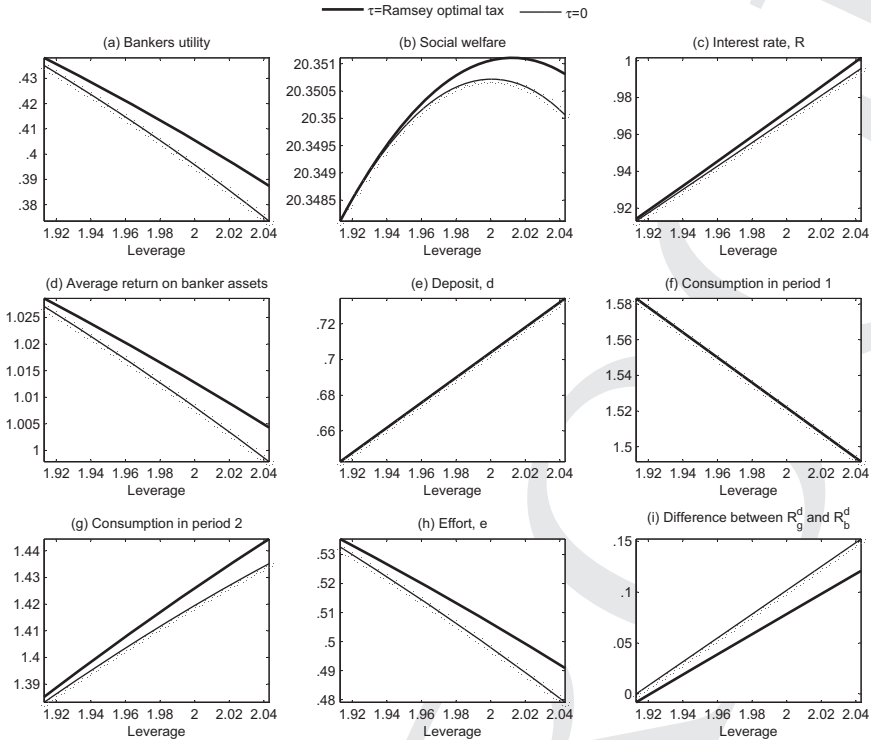 τ=Ramsey optimal tax τ=0
(a) Bankers utility
.43
.42
.41
.4
.39
.38
1.92 1.94 1.96 1.98 2 2.02 2.04
Leverage
(b) Social welfare
20.351
20.3505
20.35
20.3495
20.349
20.3485
1.92 1.94 1.96 1.98 2 2.02 2.04
Leverage
(c) Interest rate, R
1
.98
.96
.94
.92
1.92 1.94 1.96 1.98 2 2.02 2.04
Leverage
(d) Average return on banker assets
1.025
1.02
1.015
1.01
1.005
1
1.92 1.94 1.96 1.98 2 2.02 2.04
Leverage
(e) Deposit, d
.72
.7
.68
.66
1.92 1.94 1.96 1.98 2 2.02 2.04
Leverage
(f) Consumption in period 1
1.58
1.56
1.54
1.52
1.5
1.92 1.94 1.96 1.98 2 2.02 2.04
Leverage
(g) Consumption in period 2
1.44
1.43
1.42
1.41
1.4
1.39
1.92 1.94 1.96 1.98 2 2.02 2.04
Leverage
(h) Effort, e
.53
.52
.51
.5
.49
.48
1.92 1.94 1.96 1.98 2 2.02 2.04
Leverage
(i) Difference between R_g^d and R_b^d
.15
.1
.05
0
1.92 1.94 1.96 1.98 2 2.02 2.04
Leverage